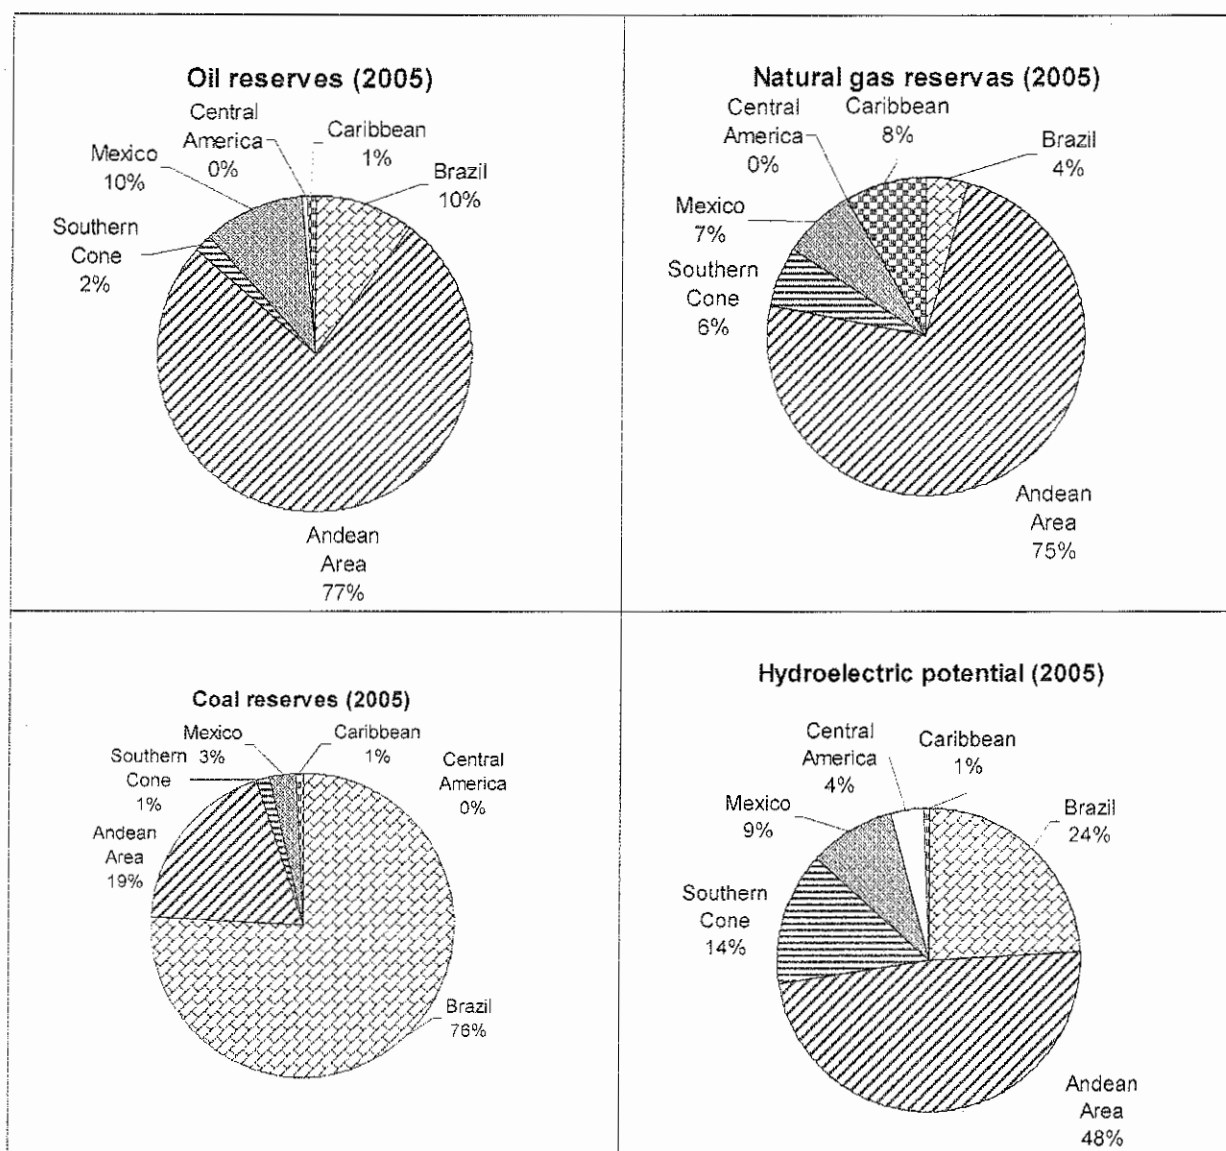 Oil reserves (2005)
Central
America
0%
Caribbean
1%
Mexico
10%
Brazil
10%
Southern
Cone
2%
Andean
Area
77%
Natural gas reservas (2005)
Central
America
0%
Caribbean
8%
Brazil
4%
Mexico
7%
Southern
Cone
6%
Andean
Area
75%
Coal reserves (2005)
Mexico
3%
Caribbean
1%
Southern
Cone
1%
Central
America
0%
Andean
Area
19%
Brazil
76%
Hydroelectric potential (2005)
Central
America
4%
Caribbean
1%
Mexico
9%
Brazil
24%
Southern
Cone
14%
Andean
Area
48%